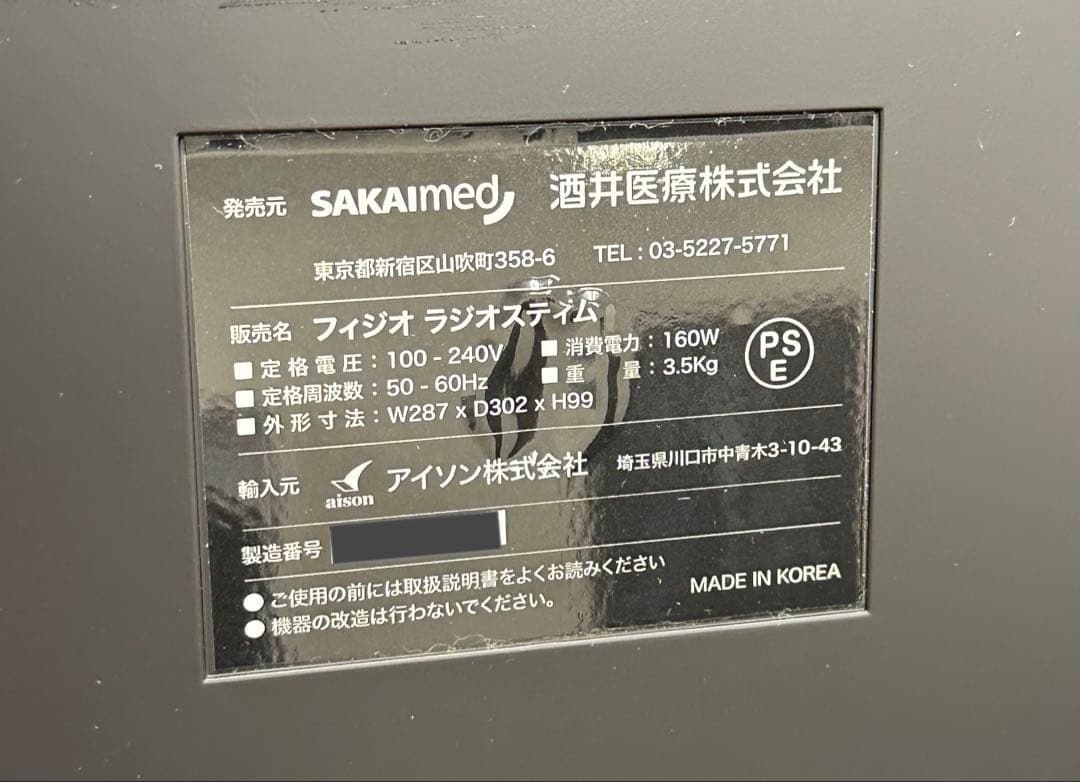 発売元 SAKAImed 酒井医療株式会社
東京都新宿区山吹町358-6 TEL : 03-5227-5771
販売名 フィジオ ラジオスティム
■定格電圧 : 100 - 240V ■消費電力 : 160W
■定格周波数 : 50 - 60Hz ■重 量 : 3.5Kg
■外形寸法 : W287 x D302 x H99
PS
E
輸入元 aison アイソン株式会社 埼玉県川口市中青木3-10-43
製造番号
●ご使用の前には取扱説明書をよくお読みください
●機器の改造は行わないでください。
MADE IN KOREA